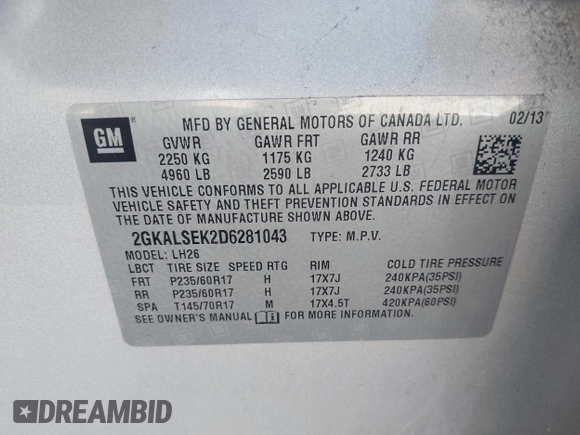 GM
MFD BY GENERAL MOTORS OF CANADA LTD. 02/13
GVWR GAWR FRT GAWR RR
2250 KG 1175 KG 1240 KG
4960 LB 2590 LB 2733 LB
THIS VEHICLE CONFORMS TO ALL APPLICABLE U.S. FEDERAL MOTOR
VEHICLE SAFETY AND THEFT PREVENTION STANDARDS IN EFFECT ON
THE DATE OF MANUFACTURE SHOWN ABOVE.
2GKALSEK2D6281043 TYPE: M.P.V.
MODEL: LH26
LBCT TIRE SIZE SPEED RTG RIM COLD TIRE PRESSURE
FRT P235/60R17 H 17X7J 240KPA(35PSI)
RR P235/60R17 H 17X7J 240KPA(35PSI)
SPA T145/70R17 M 17X4.5T 420KPA(60PSI)
SEE OWNER'S MANUAL FOR MORE INFORMATION.
DREAMBID